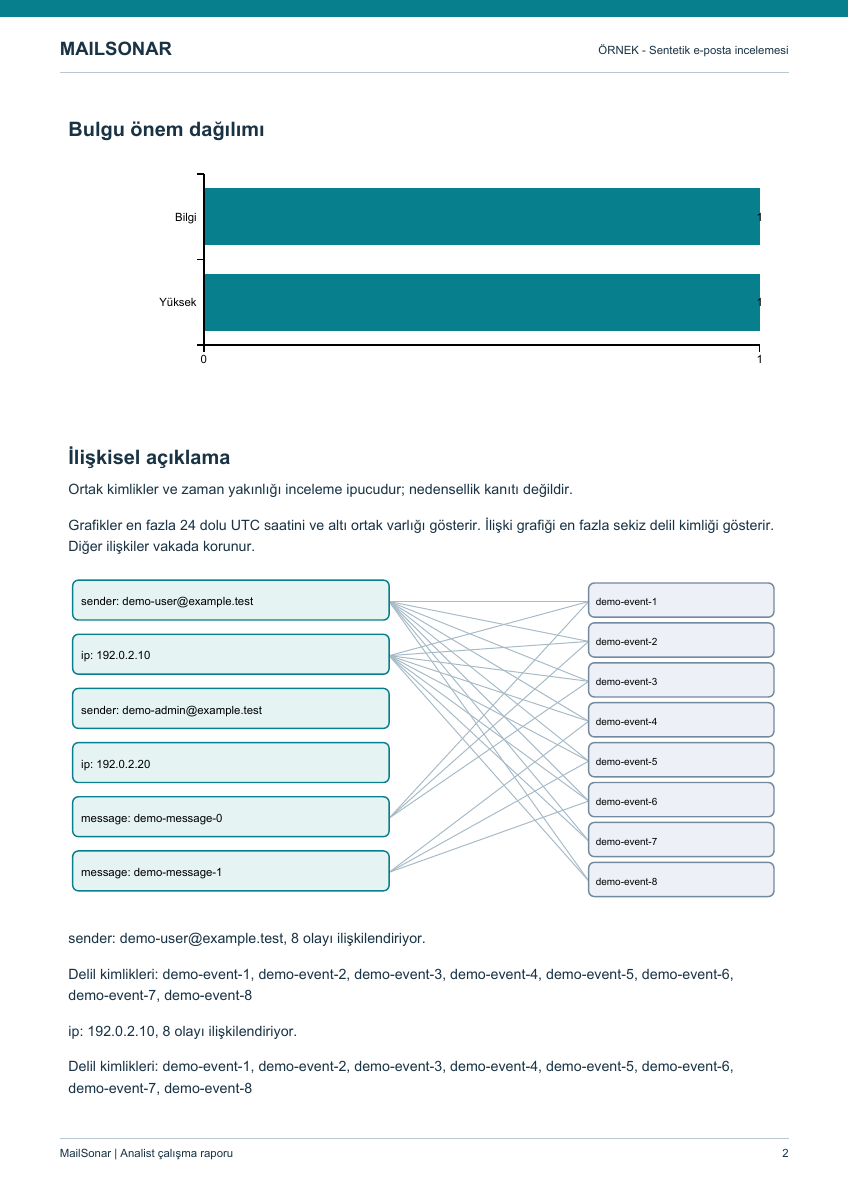 MAILSONAR
ÖRNEK - Sentetik e-posta incelemesi
Bulgu önem dağılımı
Bilgi
1
Yüksek
1
0
1
İlişkisel açıklama
Ortak kimlikler ve zaman yakınlığı inceleme ipucudur; nedensellik kanıtı değildir.
Grafikler en fazla 24 dolu UTC saatini ve altı ortak varlığı gösterir. İlişki grafiği en fazla sekiz delil kimliği gösterir.
Diğer ilişkiler vakada korunur.
sender: demo-user@example.test
ip: 192.0.2.10
sender: demo-admin@example.test
ip: 192.0.2.20
message: demo-message-0
message: demo-message-1
demo-event-1
demo-event-2
demo-event-3
demo-event-4
demo-event-5
demo-event-6
demo-event-7
demo-event-8
sender: demo-user@example.test, 8 olayı ilişkilendiriyor.
Delil kimlikleri: demo-event-1, demo-event-2, demo-event-3, demo-event-4, demo-event-5, demo-event-6,
demo-event-7, demo-event-8
ip: 192.0.2.10, 8 olayı ilişkilendiriyor.
Delil kimlikleri: demo-event-1, demo-event-2, demo-event-3, demo-event-4, demo-event-5, demo-event-6,
demo-event-7, demo-event-8
MailSonar | Analist çalışma raporu
2